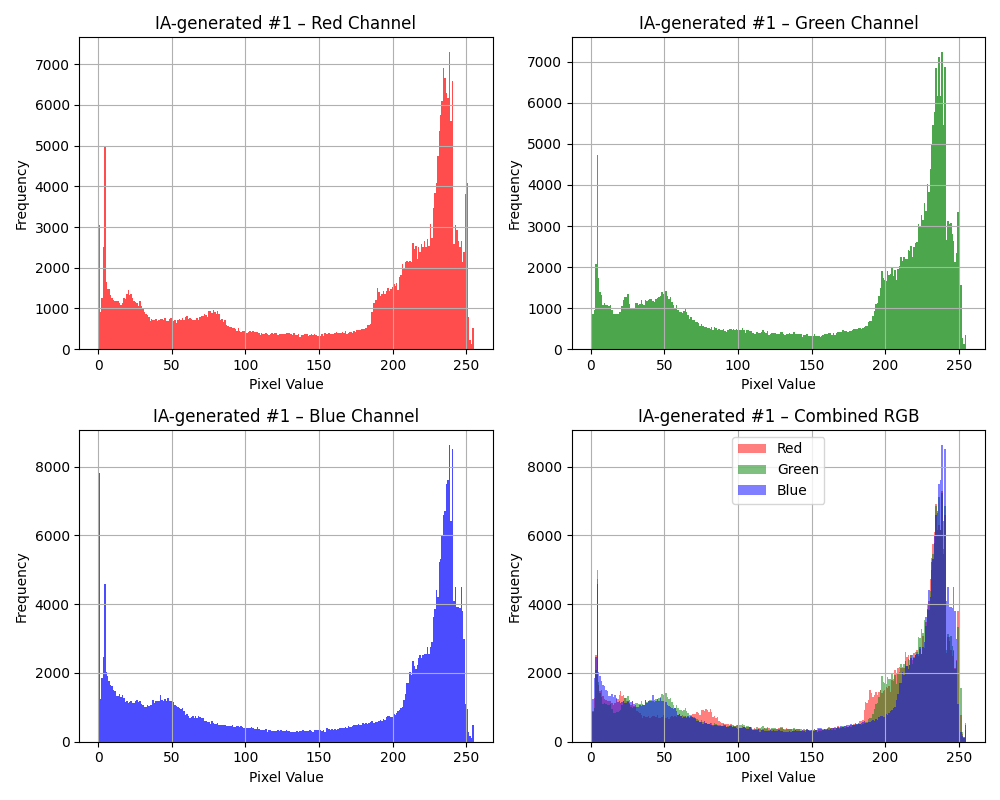 IA-generated #1 – Red Channel
Frequency
7000
6000
5000
4000
3000
2000
1000
0
0 50 100 150 200 250
Pixel Value
IA-generated #1 – Green Channel
Frequency
7000
6000
5000
4000
3000
2000
1000
0
0 50 100 150 200 250
Pixel Value
IA-generated #1 – Blue Channel
Frequency
8000
6000
4000
2000
0
0 50 100 150 200 250
Pixel Value
IA-generated #1 – Combined RGB
Red
Green
Blue
Frequency
8000
6000
4000
2000
0
0 50 100 150 200 250
Pixel Value